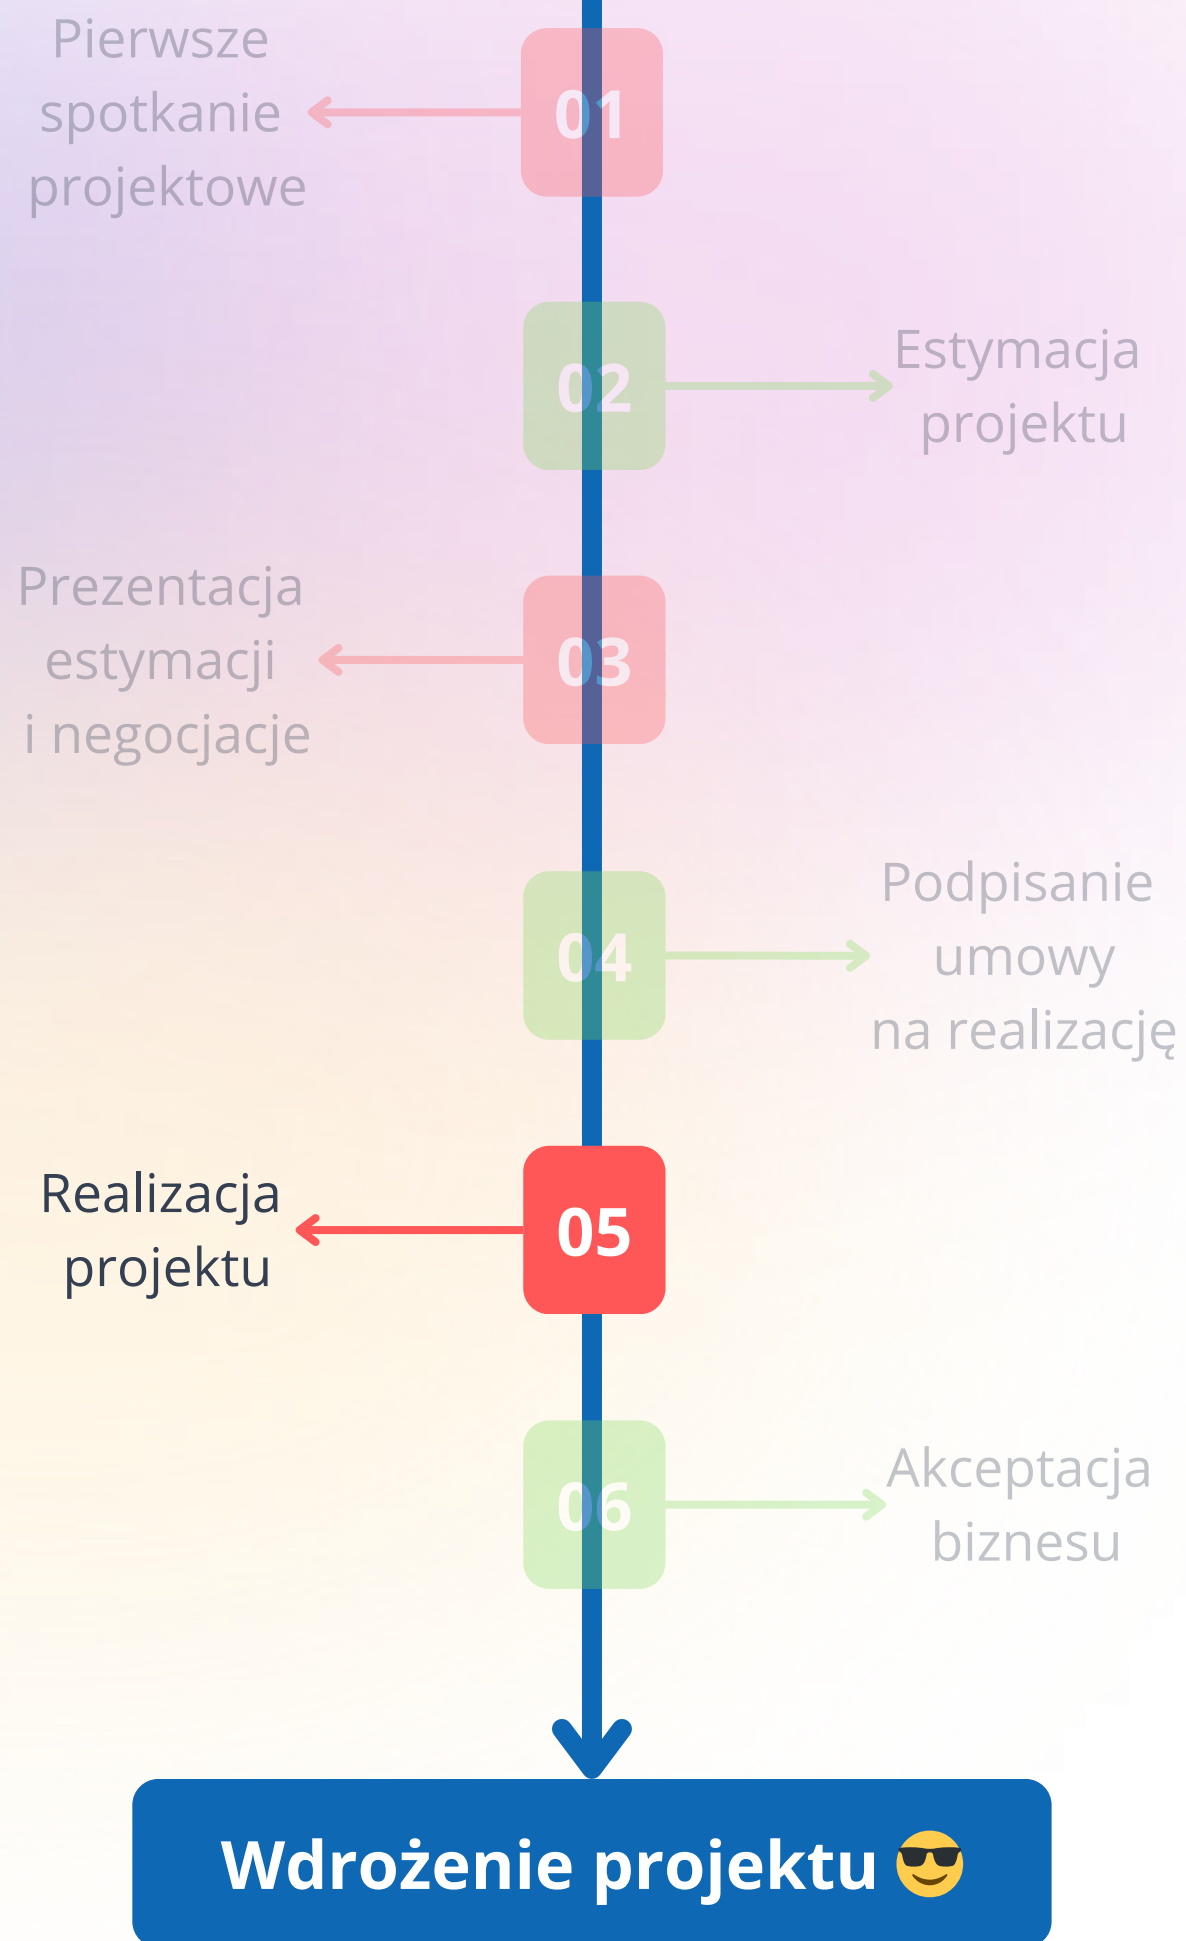 Pierwsze
spotkanie
projektowe
01
02
Estymacja
projektu
Prezentacja
estymacji
i negocjacje
03
04
Podpisanie
umowy
na realizację
Realizacja
projektu
05
06
Akceptacja
biznesu
Wdrożenie projektu 😎